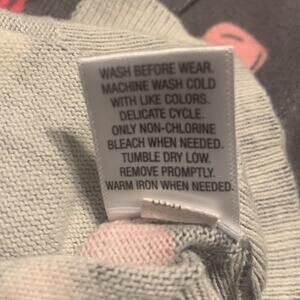 WASH BEFORE WEAR.
MACHINE WASH COLD
WITH LIKE COLORS.
DELICATE CYCLE.
ONLY NON-CHLORINE
BLEACH WHEN NEEDED.
TUMBLE DRY LOW.
REMOVE PROMPTLY.
WARM IRON WHEN NEEDED.